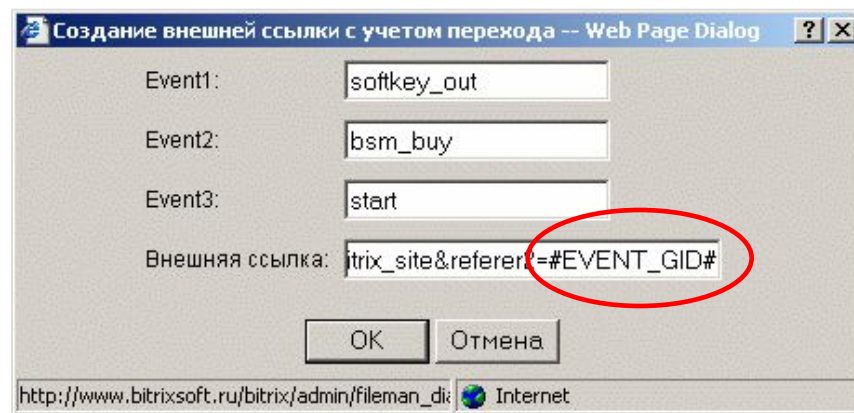 Создание внешней ссылки с учетом перехода -- Web Page Dialog
Event1: softkey_out
Event2: bsm_buy
Event3: start
Внешняя ссылка: itrix_site&referer2=#EVENT_GID#
OK Отмена
http://www.bitrixsoft.ru/bitrix/admin/fileman_dia Internet